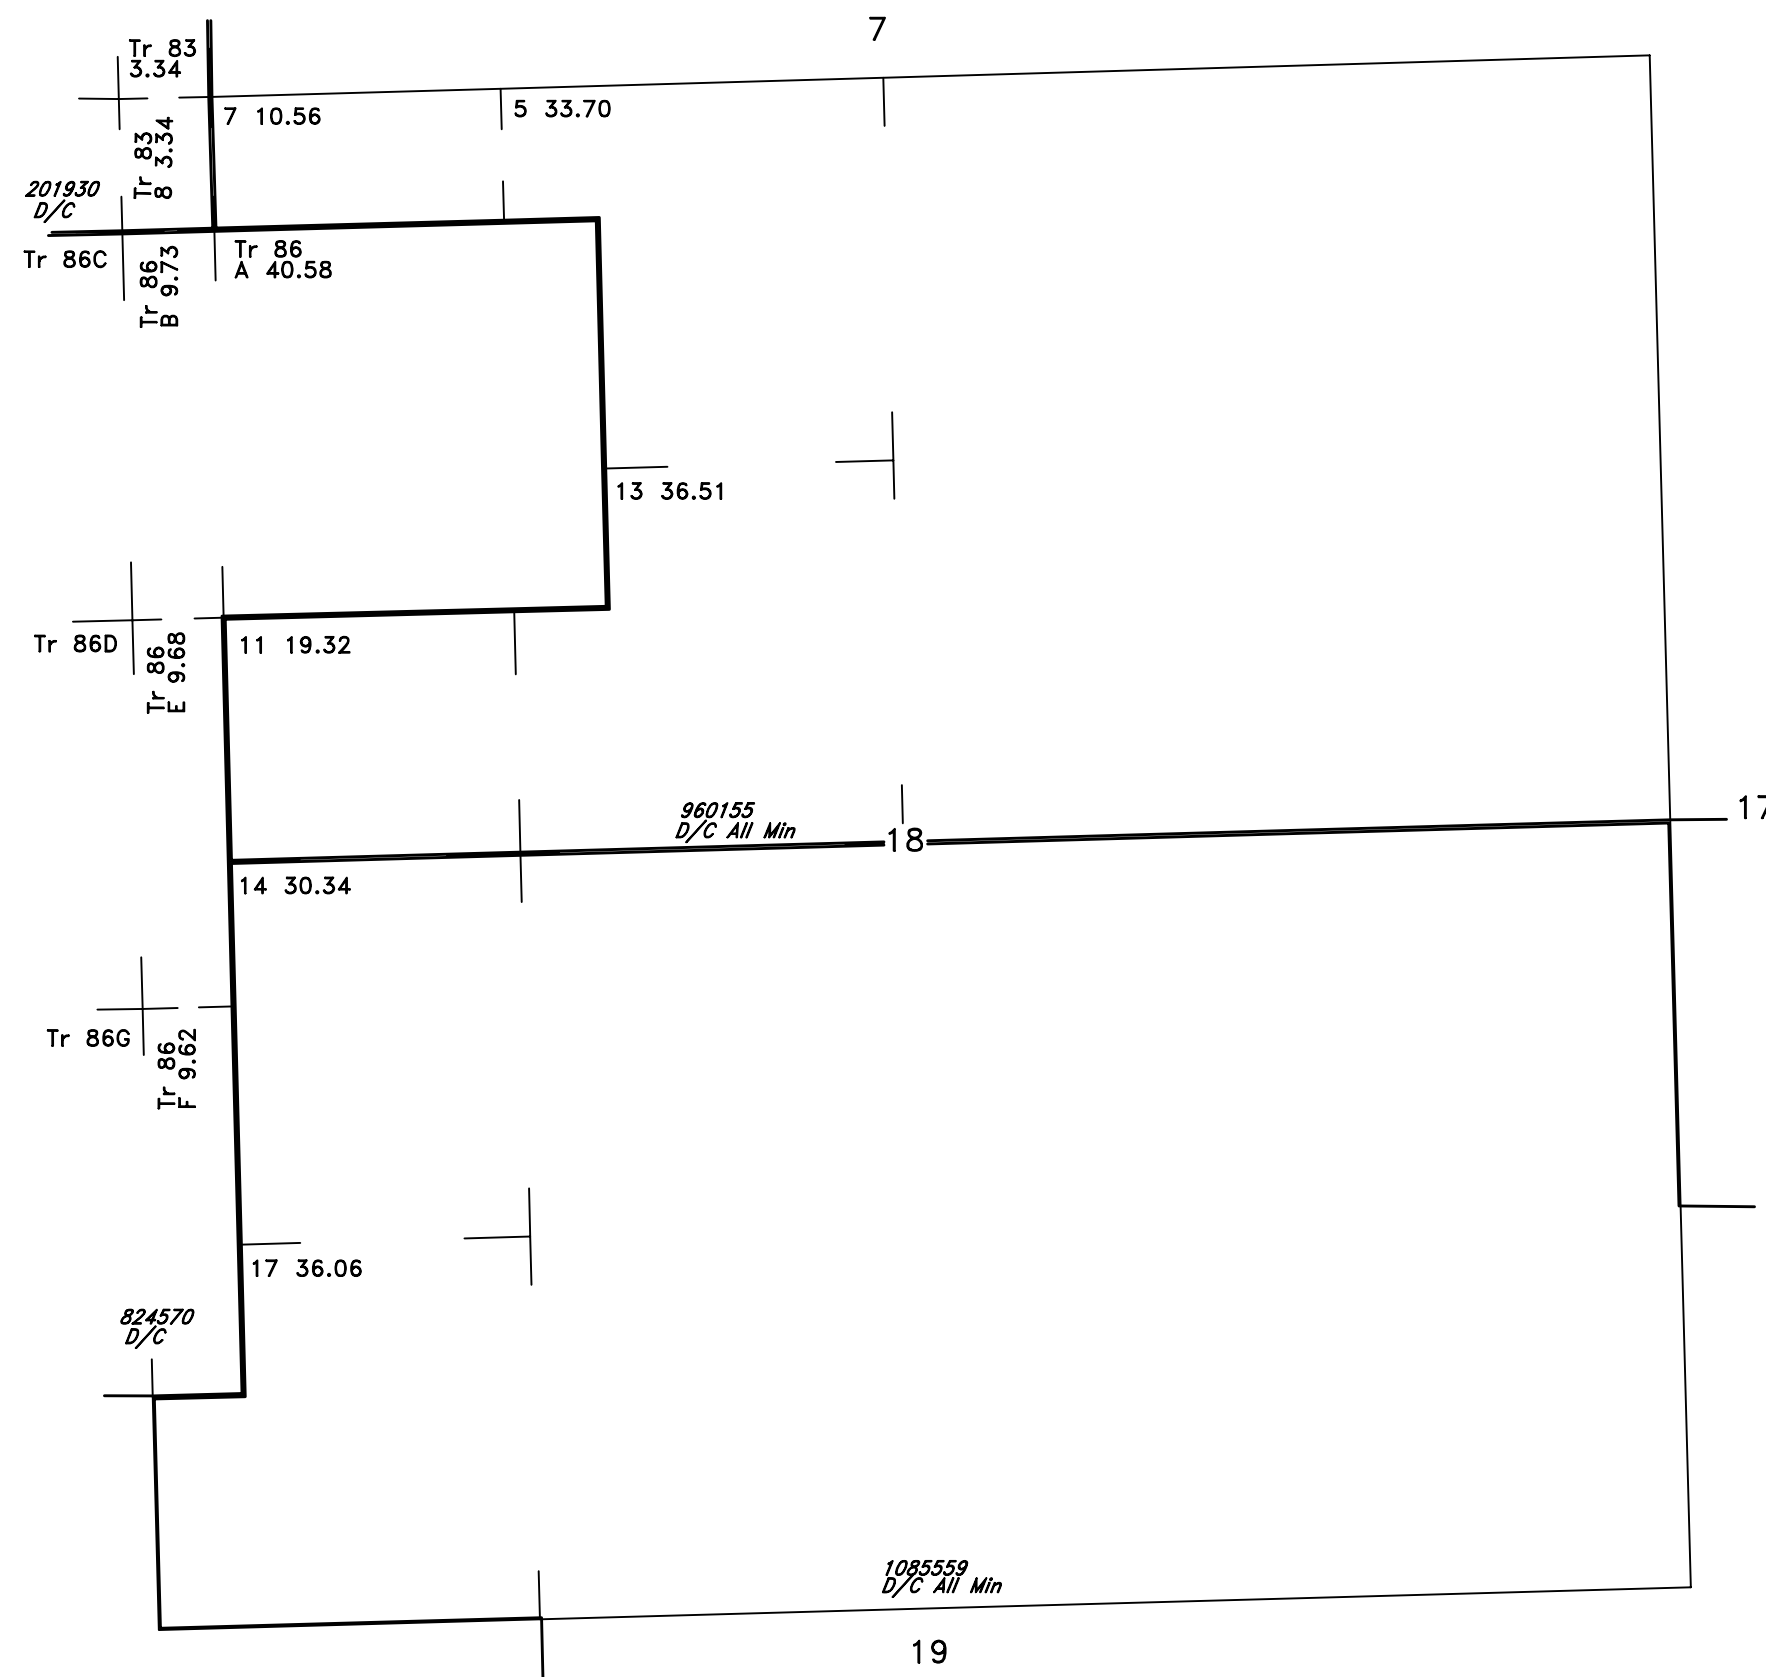 7
Tr 83
3.34
7 10.56
5 33.70
Tr 83
8 3.34
201930
D/C
Tr 86C
Tr 86
B 9.73
Tr 86
A 40.58
13 36.51
Tr 86D
Tr 86
E 9.68
11 19.32
960155
D/C All Min
18
17
14 30.34
Tr 86G
Tr 86
F 9.62
17 36.06
824570
D/C
1085559
D/C All Min
19